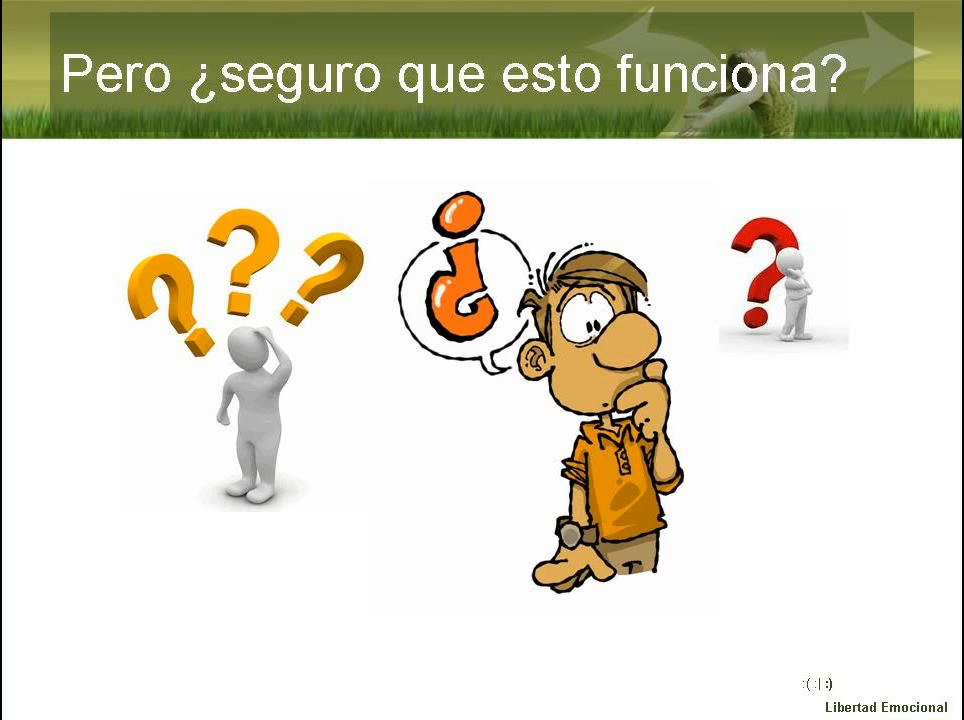 Pero ¿seguro que esto funciona?
? ? ?
¿
?
:( :| :)
Libertad Emocional